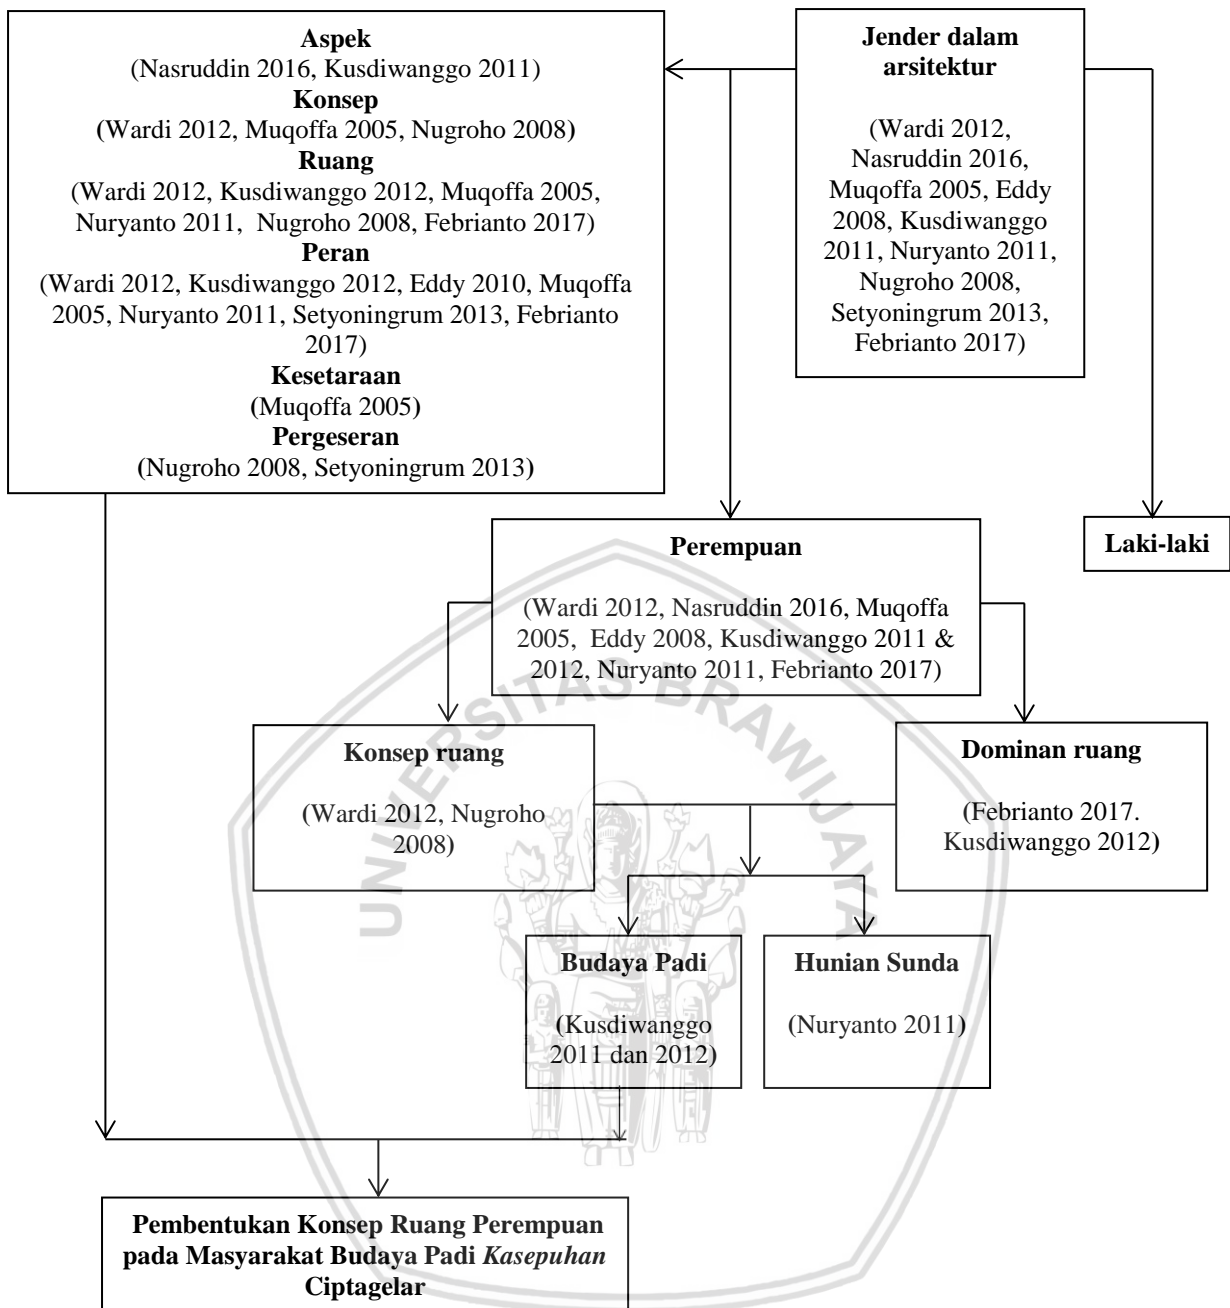 Aspek
(Nasruddin 2016, Kusdiwanggo 2011)
Konsep
(Wardi 2012, Muqoffa 2005, Nugroho 2008)
Ruang
(Wardi 2012, Kusdiwanggo 2012, Muqoffa 2005,
Nuryanto 2011, Nugroho 2008, Febrianto 2017)
Peran
(Wardi 2012, Kusdiwanggo 2012, Eddy 2010, Muqoffa
2005, Nuryanto 2011, Setyoningrum 2013, Febrianto
2017)
Kesetaraan
(Muqoffa 2005)
Pergeseran
(Nugroho 2008, Setyoningrum 2013)
Jender dalam
arsitektur
(Wardi 2012,
Nasruddin 2016,
Muqoffa 2005, Eddy
2008, Kusdiwanggo
2011, Nuryanto 2011,
Nugroho 2008,
Setyoningrum 2013,
Febrianto 2017)
Perempuan
(Wardi 2012, Nasruddin 2016, Muqoffa
2005, Eddy 2008, Kusdiwanggo 2011 &
2012, Nuryanto 2011, Febrianto 2017)
Laki-laki
Konsep ruang
(Wardi 2012, Nugroho
2008)
Dominan ruang
(Febrianto 2017.
Kusdiwanggo 2012)
Budaya Padi
(Kusdiwanggo
2011 dan 2012)
Hunian Sunda
(Nuryanto 2011)
Pembentukan Konsep Ruang Perempuan
pada Masyarakat Budaya Padi Kasepuhan
Ciptagelar
UNIVERSITAS BRAWIJAYA